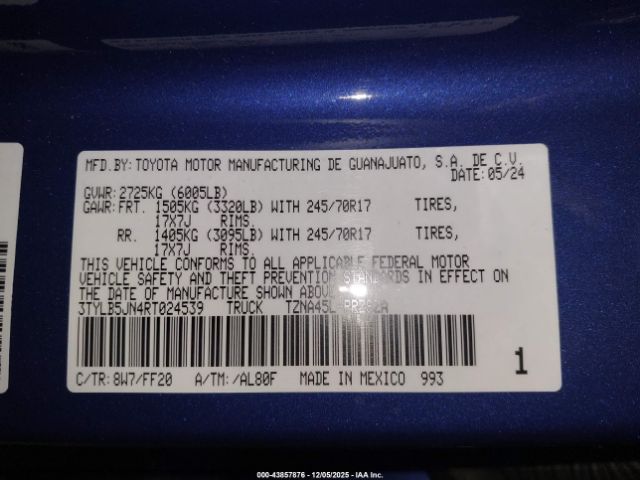 MFD.BY:TOYOTA MOTOR MANUFACTURING DE GUANAJUATO, S.A. DE C.V.
DATE:05/24
GVWR:2725KG (6005LB)
GAWR:FRT. 1505KG (3320LB) WITH 245/70R17 TIRES,
17X7J RIMS.
RR. 1405KG (3095LB) WITH 245/70R17 TIRES,
17X7J RIMS.
THIS VEHICLE CONFORMS TO ALL APPLICABLE FEDERAL MOTOR
VEHICLE SAFETY AND THEFT PREVENTION STANDARDS IN EFFECT ON
THE DATE OF MANUFACTURE SHOWN ABOVE.
3TYLB5JN4RT024539 TRUCK
C/TR:8W7/FF20 A/TM:/AL80F MADE IN MEXICO 993
1
000-43857876 - 12/05/2025 - IAA Inc.